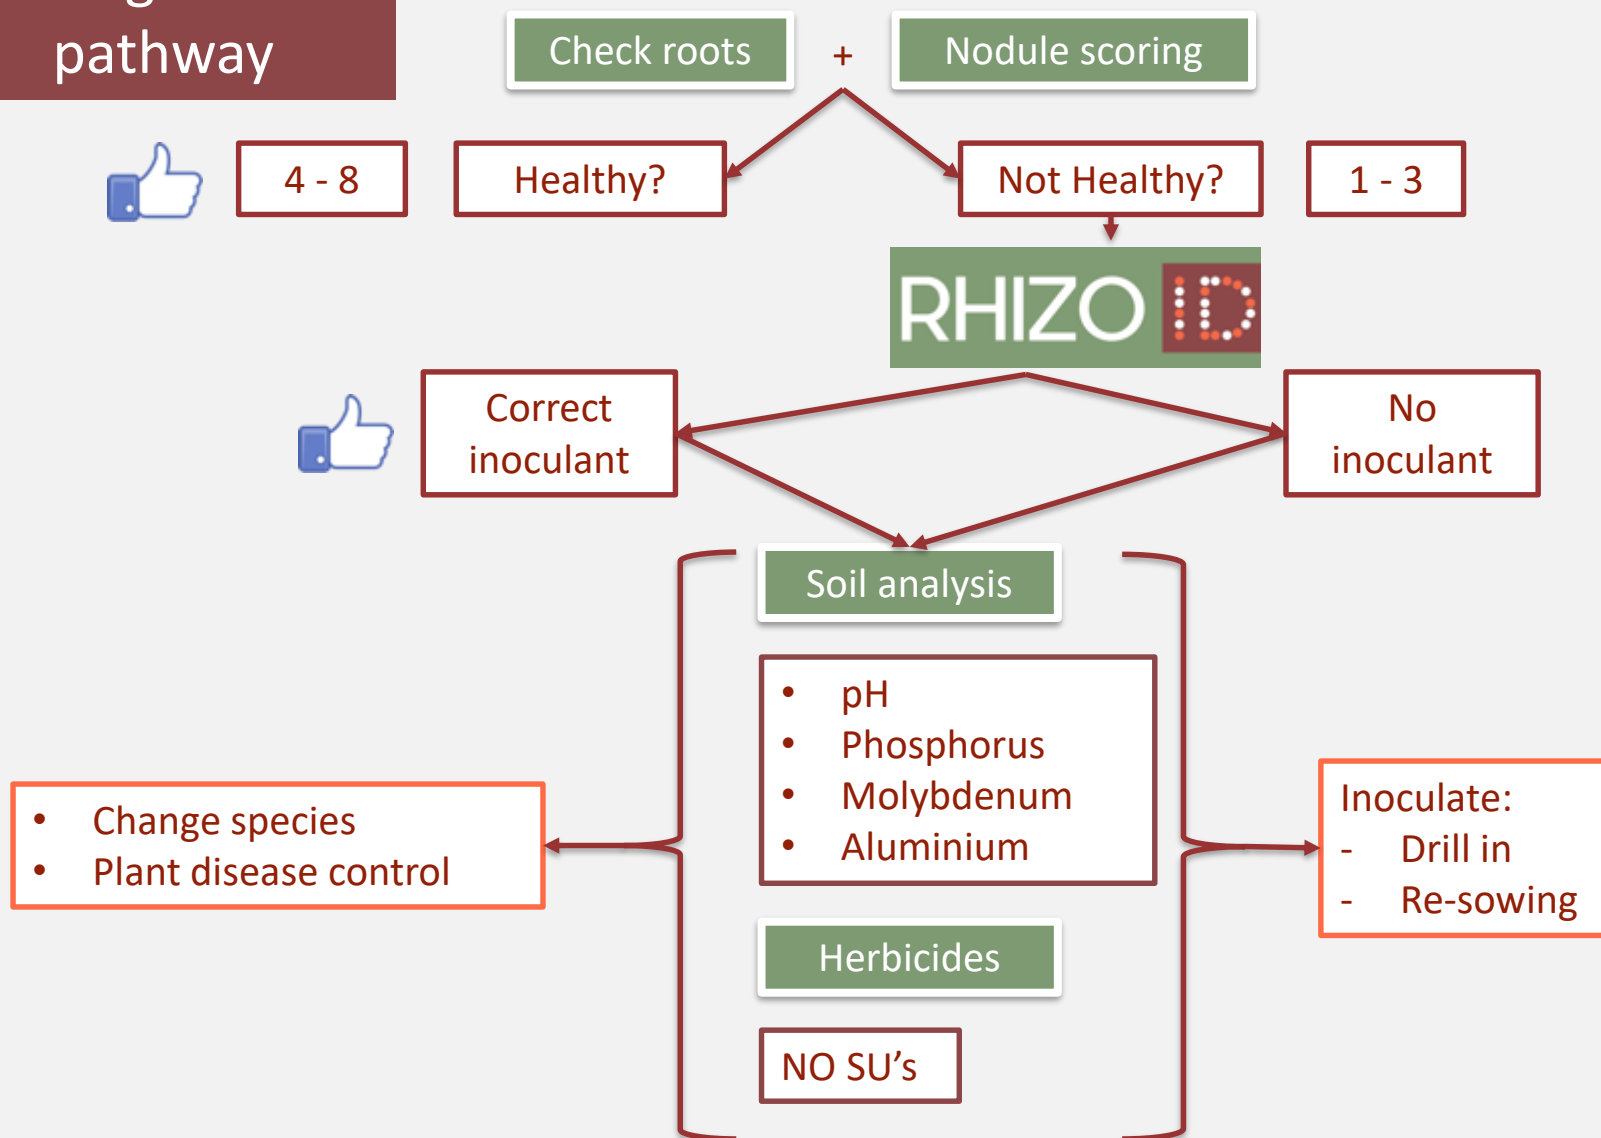 pathway
Check roots + Nodule scoring
4 - 8 Healthy? Not Healthy? 1 - 3
RHIZO ID
Correct
inoculant
No
inoculant
Soil analysis
• pH
• Phosphorus
• Molybdenum
• Aluminium
• Change species
• Plant disease control
Inoculate:
- Drill in
- Re-sowing
Herbicides
NO SU's